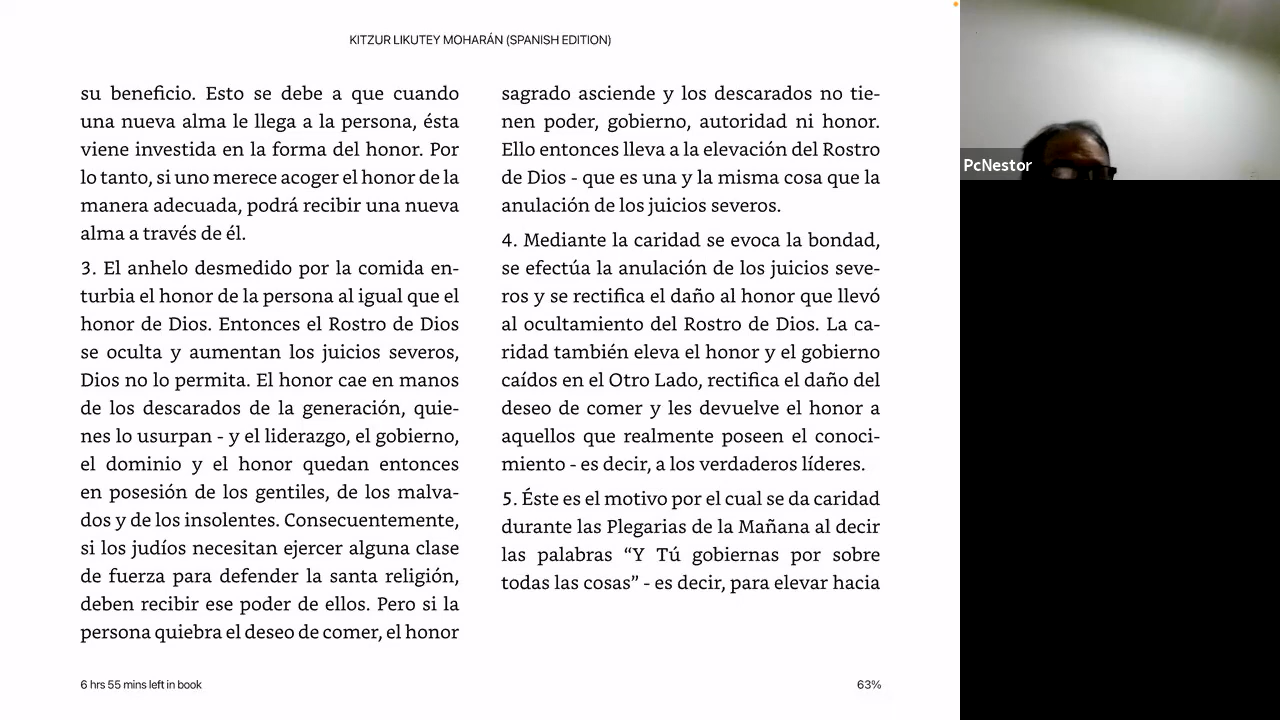 KITZUR LIKUTEY MOHARÁN (SPANISH EDITION)
su beneficio. Esto se debe a que cuando
una nueva alma le llega a la persona, ésta
viene investida en la forma del honor. Por
lo tanto, si uno merece acoger el honor de la
manera adecuada, podrá recibir una nueva
alma a través de él.
3. El anhelo desmedido por la comida en-
turbia el honor de la persona al igual que el
honor de Dios. Entonces el Rostro de Dios
se oculta y aumentan los juicios severos,
Dios no lo permita. El honor cae en manos
de los descarados de la generación, quie-
nes lo usurpan - y el liderazgo, el gobierno,
el dominio y el honor quedan entonces
en posesión de los gentiles, de los malva-
dos y de los insolentes. Consecuentemente,
si los judíos necesitan ejercer alguna clase
de fuerza para defender la santa religión,
deben recibir ese poder de ellos. Pero si la
persona quiebra el deseo de comer, el honor
sagrado asciende y los descarados no tie-
nen poder, gobierno, autoridad ni honor.
Ello entonces lleva a la elevación del Rostro
de Dios - que es una y la misma cosa que la
anulación de los juicios severos.
4. Mediante la caridad se evoca la bondad,
se efectúa la anulación de los juicios seve-
ros y se rectifica el daño al honor que llevó
al ocultamiento del Rostro de Dios. La ca-
ridad también eleva el honor y el gobierno
caídos en el Otro Lado, rectifica el daño del
deseo de comer y les devuelve el honor a
aquellos que realmente poseen el conoci-
miento - es decir, a los verdaderos líderes.
5. Éste es el motivo por el cual se da caridad
durante las Plegarias de la Mañana al decir
las palabras “Y Tú gobiernas por sobre
todas las cosas” - es decir, para elevar hacia
6 hrs 55 mins left in book
63%
PcNestor